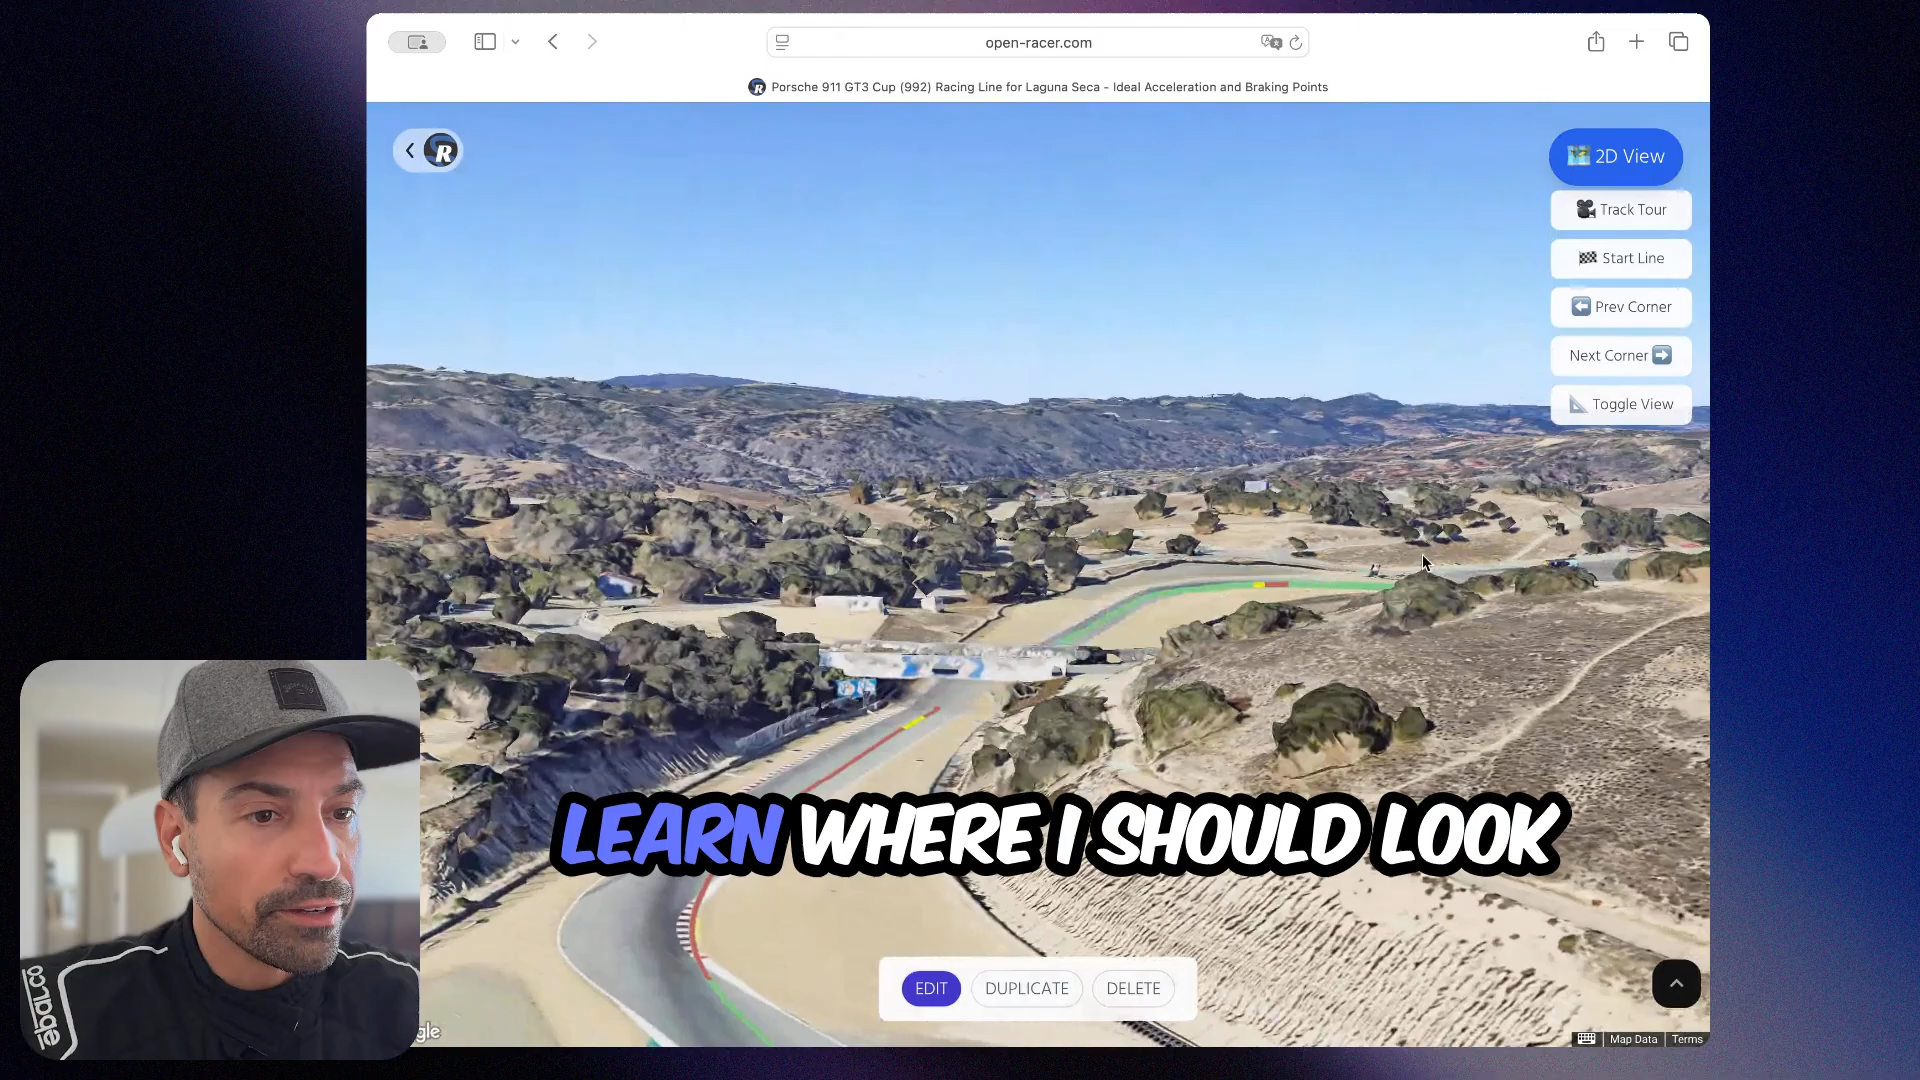 open-racer.com
Porsche 911 GT3 Cup (992) Racing Line for Laguna Seca - Ideal Acceleration and Braking Points
R
2D View
Track Tour
Start Line
Prev Corner
Next Corner
Toggle View
LEARN WHERE I SHOULD LOOK
EDIT DUPLICATE DELETE
gle
Map Data Terms